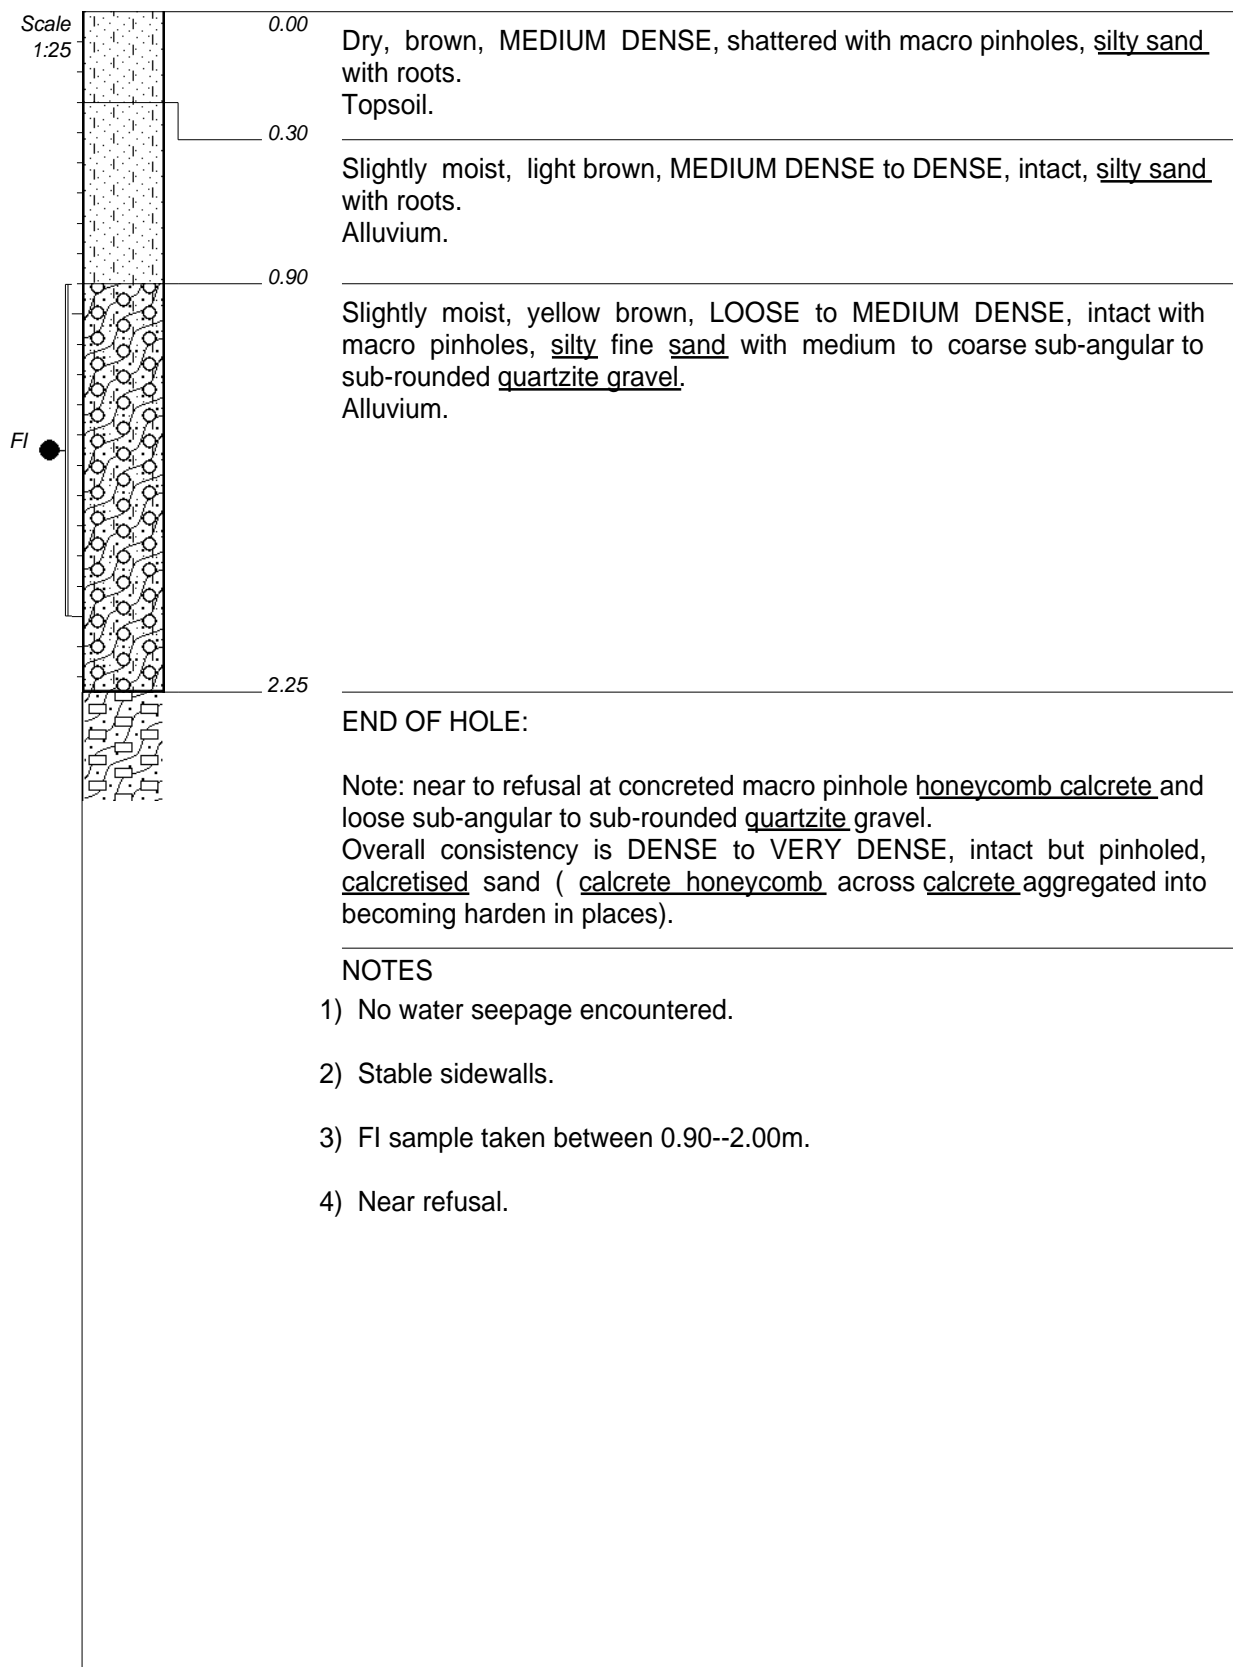 Scale
1:25
0.00
Dry, brown, MEDIUM DENSE, shattered with macro pinholes, silty sand
with roots.
Topsoil.
0.30
Slightly moist, light brown, MEDIUM DENSE to DENSE, intact, silty sand
with roots.
Alluvium.
0.90
Slightly moist, yellow brown, LOOSE to MEDIUM DENSE, intact with
macro pinholes, silty fine sand with medium to coarse sub-angular to
sub-rounded quartzite gravel.
Alluvium.
FI
2.25
END OF HOLE:
Note: near to refusal at concreted macro pinhole honeycomb calcrete and
loose sub-angular to sub-rounded quartzite gravel.
Overall consistency is DENSE to VERY DENSE, intact but pinholed,
calcretised sand ( calcrete honeycomb across calcrete aggregated into
becoming harden in places).
NOTES
1) No water seepage encountered.
2) Stable sidewalls.
3) FI sample taken between 0.90--2.00m.
4) Near refusal.